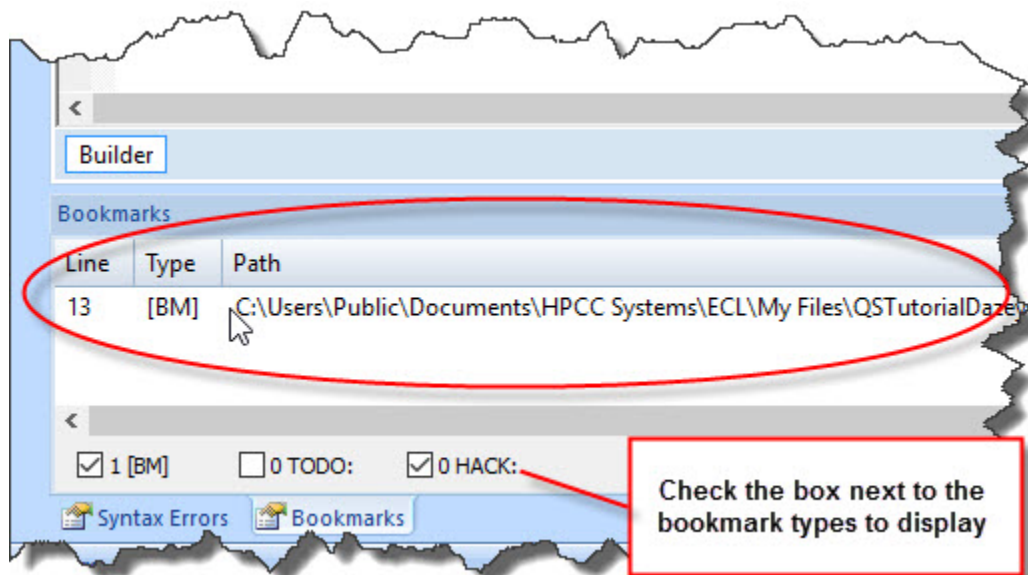 Builder
Bookmarks
Line Type Path
13 [BM] C:\Users\Public\Documents\HPCC Systems\ECL\My Files\
1 [BM] 0 TODO: 0 HACK:
Check the box next to the
bookmark types to display
Syntax Errors Bookmarks